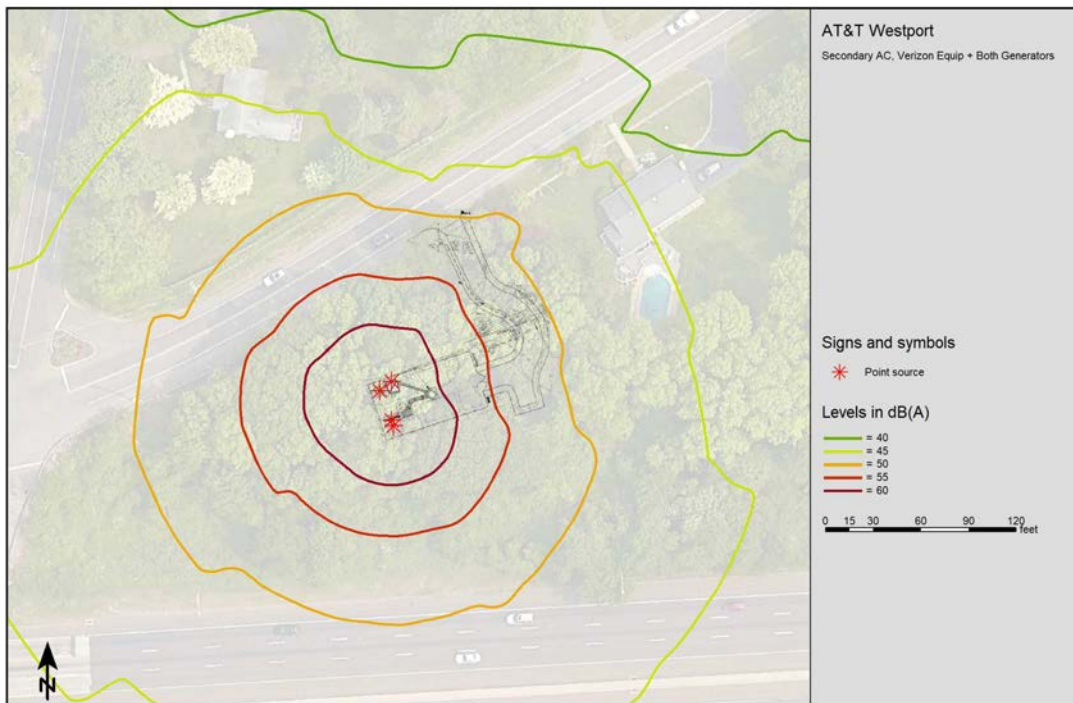 AT&T Westport
Secondary AC, Verizon Equip + Both Generators
Signs and symbols
Point source
Levels in dB(A)
= 40
= 45
= 50
= 55
= 60
0 15 30 60 90 120
feet
N